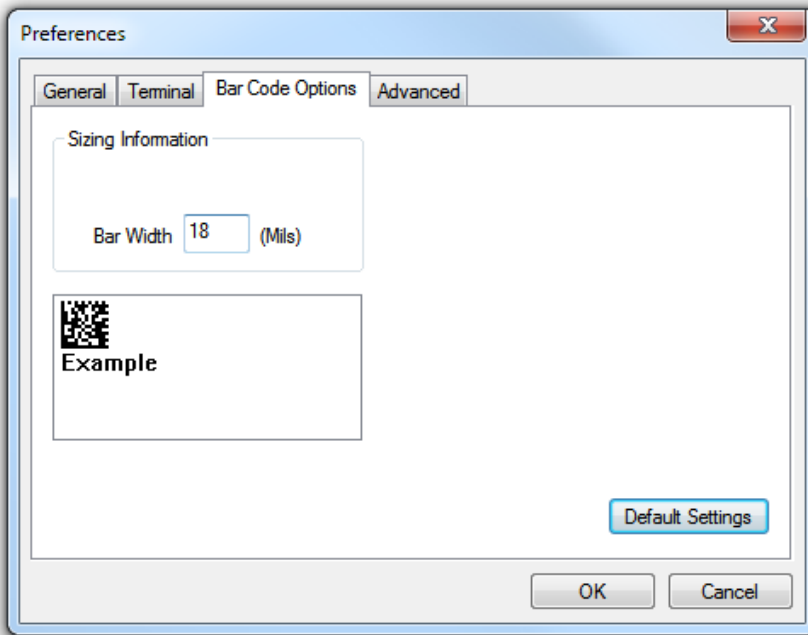 Preferences
General Terminal Bar Code Options Advanced
Sizing Information
Bar Width 18 (Mils)
Example
Default Settings
OK Cancel